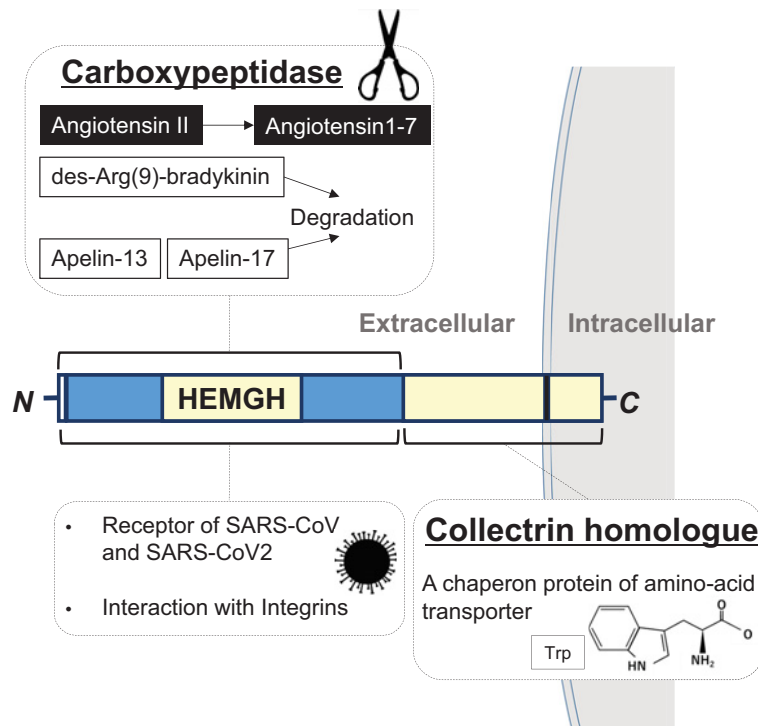 Carboxypeptidase
Angiotensin II
Angiotensin1-7
des-Arg(9)-bradykinin
Degradation
Apelin-13
Apelin-17
Extracellular
Intracellular
N
HEMGH
C
• Receptor of SARS-CoV
and SARS-CoV2
• Interaction with Integrins
Collectrin homologue
A chaperon protein of amino-acid
transporter
Trp
O
O
HN
NH₂